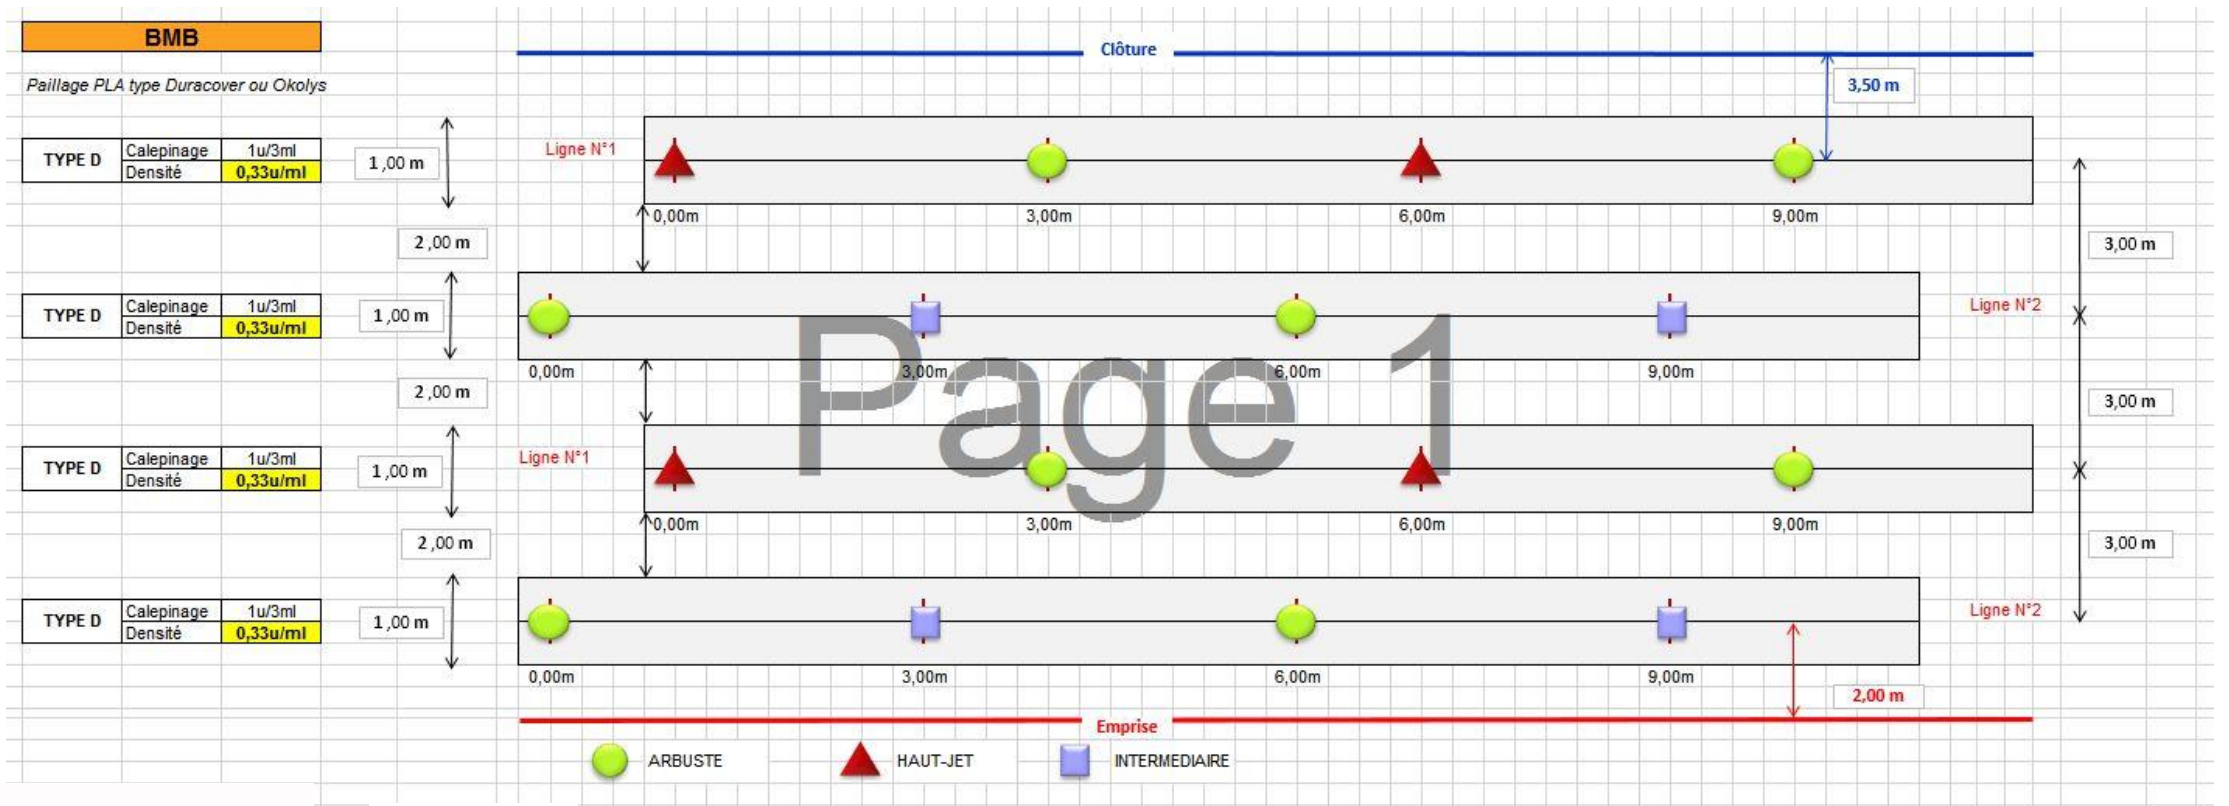 BMB
Clôture
Paillage PLA type Duracover ou Okolys
3,50 m
TYPE D Calepinage 1u/3ml
Densité 0,33u/ml
1 ,00 m
Ligne N°1
0,00m 3,00m 6,00m 9,00m
2 ,00 m
3,00 m
TYPE D Calepinage 1u/3ml
Densité 0,33u/ml
1 ,00 m
Ligne N°2
0,00m 3,00m 6,00m 9,00m
2 ,00 m
3,00 m
Page 1
TYPE D Calepinage 1u/3ml
Densité 0,33u/ml
1 ,00 m
Ligne N°1
0,00m 3,00m 6,00m 9,00m
2 ,00 m
3,00 m
TYPE D Calepinage 1u/3ml
Densité 0,33u/ml
1 ,00 m
Ligne N°2
0,00m 3,00m 6,00m 9,00m
2,00 m
Emprise
ARBUSTE HAUT-JET INTERMEDIAIRE